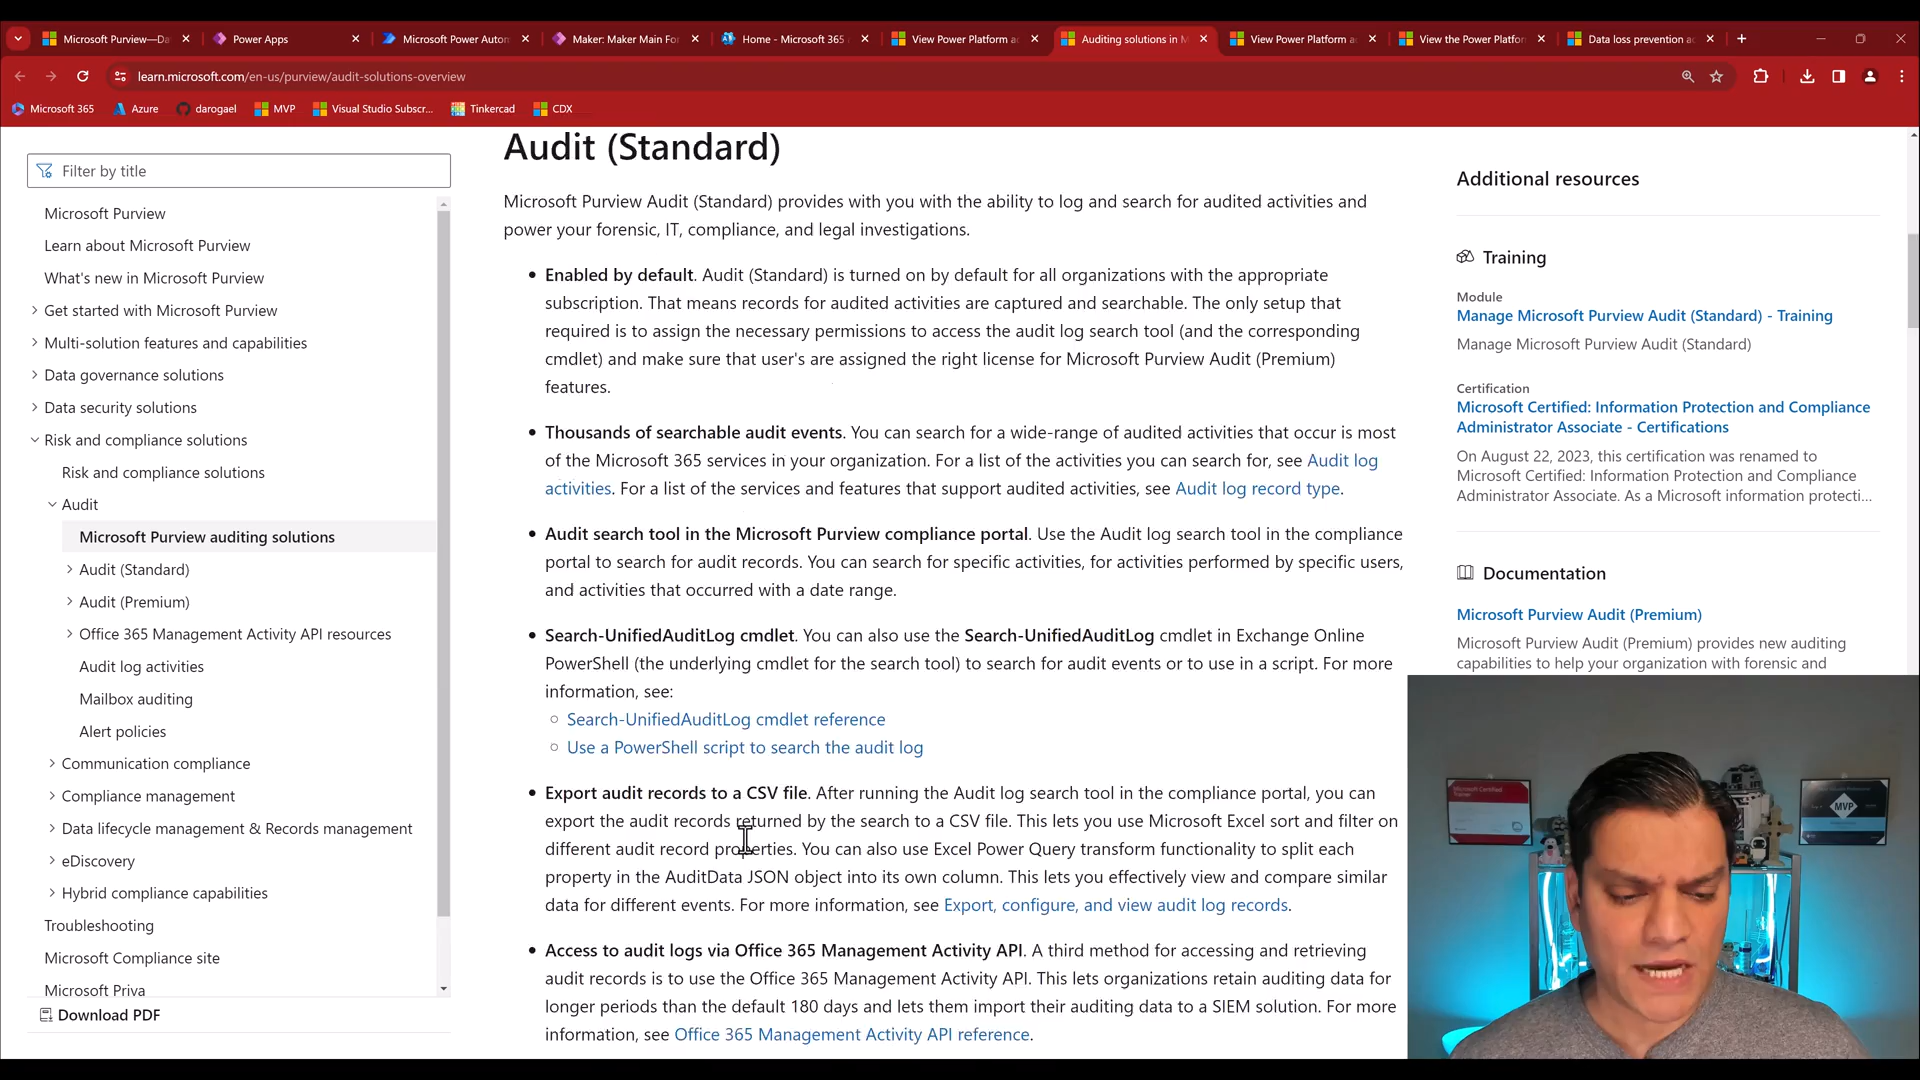 Microsoft Purview—Da
Power Apps
Microsoft Power Autom
Maker: Maker Main For
Home - Microsoft 365
View Power Platform a
Auditing solutions in M
View Power Platform a
View the Power Platfor
Data loss prevention a
learn.microsoft.com/en-us/purview/audit-solutions-overview
Microsoft 365
Azure
darogael
MVP
Visual Studio Subscr...
Tinkercad
CDX
Filter by title
Microsoft Purview
Learn about Microsoft Purview
What's new in Microsoft Purview
Get started with Microsoft Purview
Multi-solution features and capabilities
Data governance solutions
Data security solutions
Risk and compliance solutions
Risk and compliance solutions
Audit
Microsoft Purview auditing solutions
Audit (Standard)
Audit (Premium)
Office 365 Management Activity API resources
Audit log activities
Mailbox auditing
Alert policies
Communication compliance
Compliance management
Data lifecycle management & Records management
eDiscovery
Hybrid compliance capabilities
Troubleshooting
Microsoft Compliance site
Microsoft Priva
Download PDF
Audit (Standard)
Microsoft Purview Audit (Standard) provides with you with the ability to log and search for audited activities and
power your forensic, IT, compliance, and legal investigations.
Enabled by default. Audit (Standard) is turned on by default for all organizations with the appropriate
subscription. That means records for audited activities are captured and searchable. The only setup that
required is to assign the necessary permissions to access the audit log search tool (and the corresponding
cmdlet) and make sure that user's are assigned the right license for Microsoft Purview Audit (Premium)
features.
Thousands of searchable audit events. You can search for a wide-range of audited activities that occur is most
of the Microsoft 365 services in your organization. For a list of the activities you can search for, see Audit log
activities. For a list of the services and features that support audited activities, see Audit log record type.
Audit search tool in the Microsoft Purview compliance portal. Use the Audit log search tool in the compliance
portal to search for audit records. You can search for specific activities, for activities performed by specific users,
and activities that occurred with a date range.
Search-UnifiedAuditLog cmdlet. You can also use the Search-UnifiedAuditLog cmdlet in Exchange Online
PowerShell (the underlying cmdlet for the search tool) to search for audit events or to use in a script. For more
information, see:
Search-UnifiedAuditLog cmdlet reference
Use a PowerShell script to search the audit log
Export audit records to a CSV file. After running the Audit log search tool in the compliance portal, you can
export the audit records returned by the search to a CSV file. This lets you use Microsoft Excel sort and filter on
different audit record properties. You can also use Excel Power Query transform functionality to split each
property in the AuditData JSON object into its own column. This lets you effectively view and compare similar
data for different events. For more information, see Export, configure, and view audit log records.
Access to audit logs via Office 365 Management Activity API. A third method for accessing and retrieving
audit records is to use the Office 365 Management Activity API. This lets organizations retain auditing data for
longer periods than the default 180 days and lets them import their auditing data to a SIEM solution. For more
information, see Office 365 Management Activity API reference.
Additional resources
Training
Module
Manage Microsoft Purview Audit (Standard) - Training
Manage Microsoft Purview Audit (Standard)
Certification
Microsoft Certified: Information Protection and Compliance
Administrator Associate - Certifications
On August 22, 2023, this certification was renamed to
Microsoft Certified: Information Protection and Compliance
Administrator Associate. As a Microsoft information protecti...
Documentation
Microsoft Purview Audit (Premium)
Microsoft Purview Audit (Premium) provides new auditing
capabilities to help your organization with forensic and
MVP